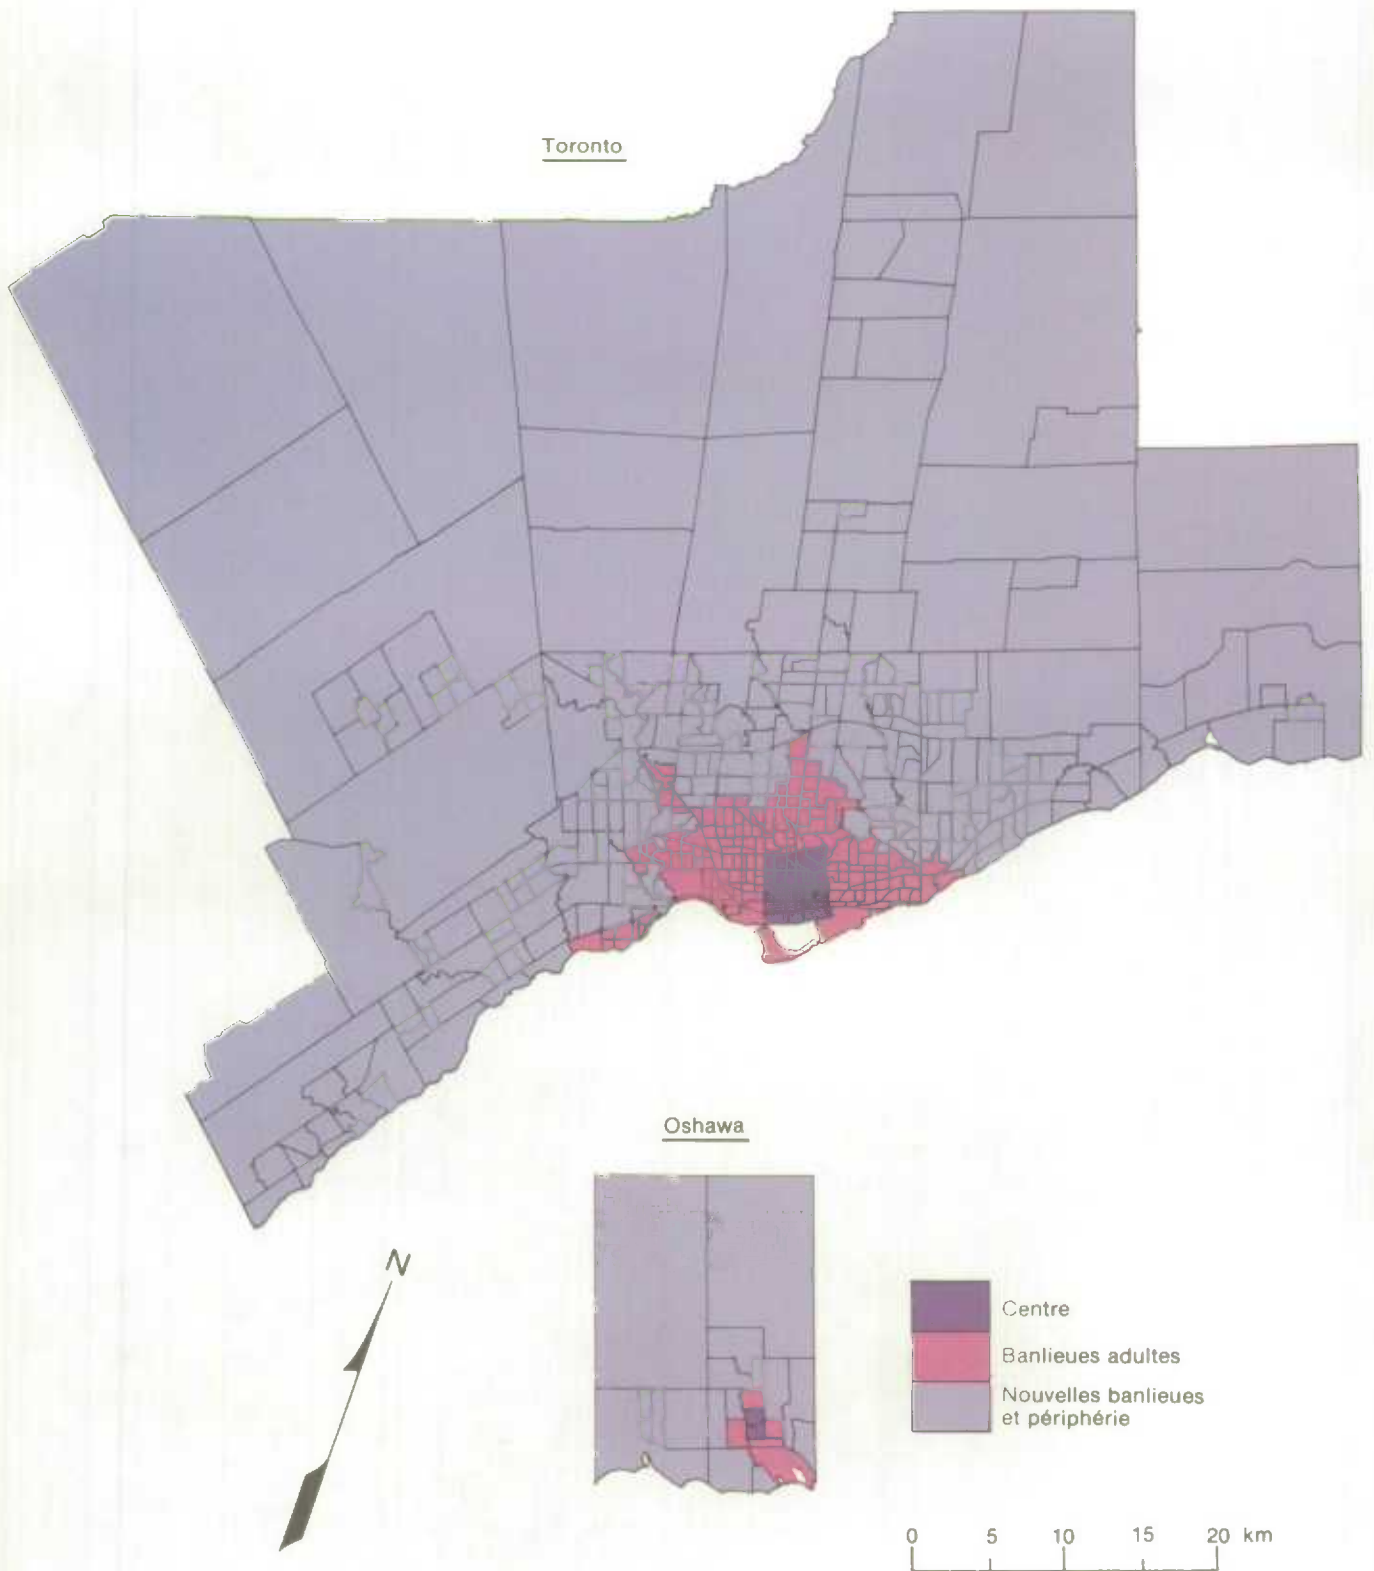 Toronto
Oshawa
N
Centre
Banlieues adultes
Nouvelles banlieues
et périphérie
0 5 10 15 20 km